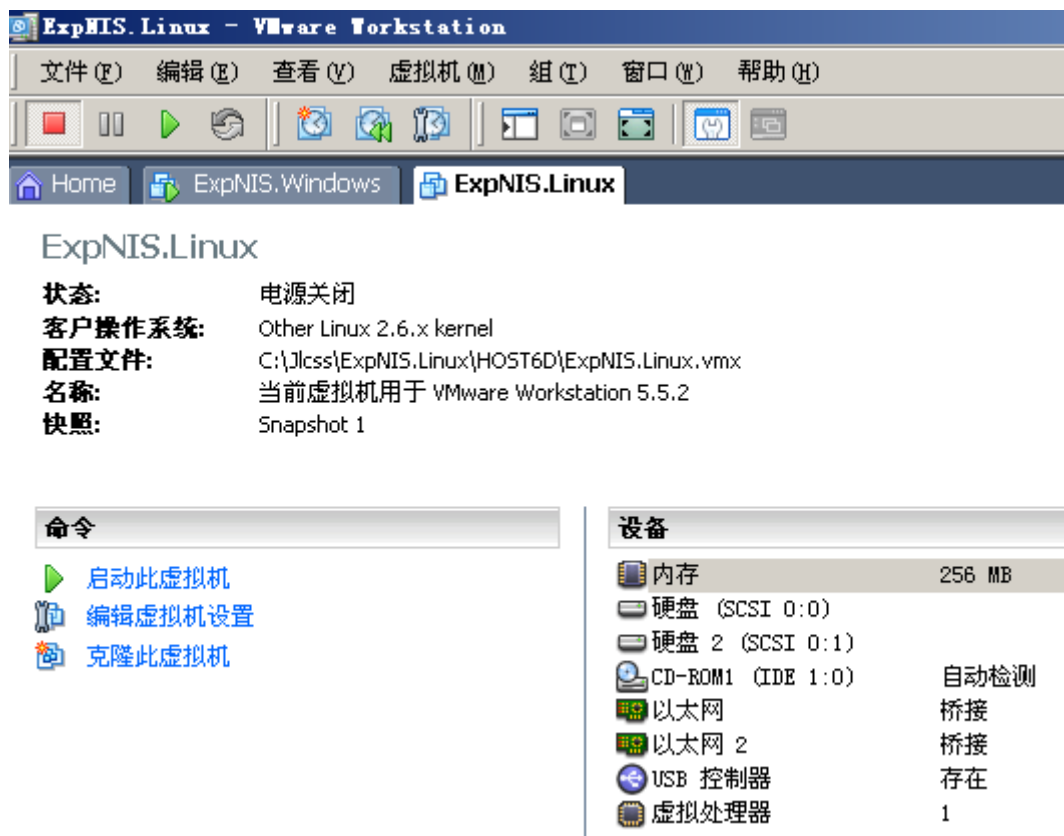 ExpNIS.Linux - VMware Workstation
文件(F) 编辑(E) 查看(V) 虚拟机(M) 组(T) 窗口(W) 帮助(H)
Home ExpNIS.Windows ExpNIS.Linux
ExpNIS.Linux
状态: 电源关闭
客户操作系统: Other Linux 2.6.x kernel
配置文件: C:\Jlcss\ExpNIS.Linux\HOST6D\ExpNIS.Linux.vmx
名称: 当前虚拟机用于 VMware Workstation 5.5.2
快照: Snapshot 1
命令
启动此虚拟机
编辑虚拟机设置
克隆此虚拟机
设备
内存 256 MB
硬盘 (SCSI 0:0)
硬盘 2 (SCSI 0:1)
CD-ROM1 (IDE 1:0) 自动检测
以太网 桥接
以太网 2 桥接
USB 控制器 存在
虚拟处理器 1